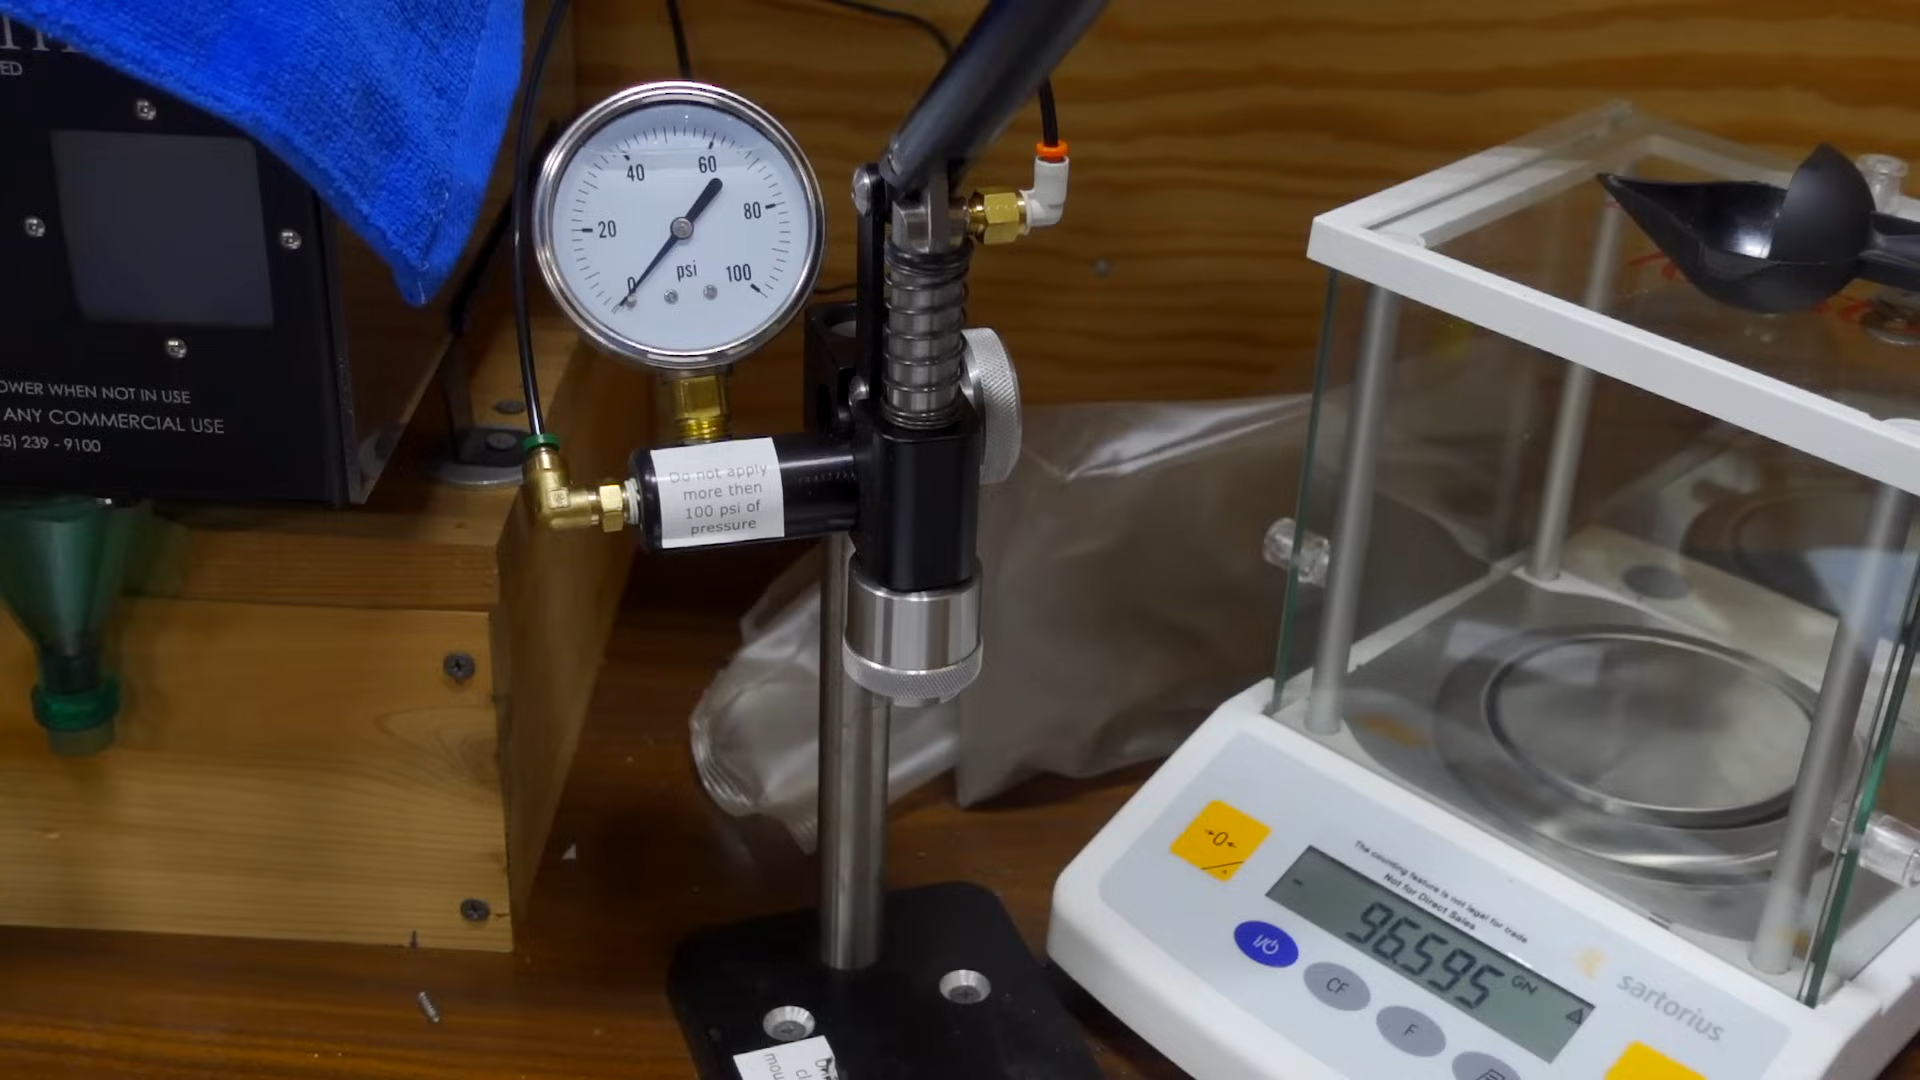 ED
OWER WHEN NOT IN USE
ANY COMMERCIAL USE
25) 239 - 9100
0
20
40
60
80
100
psi
Do not apply
more then
100 psi of
pressure
→0←
The counting feature is not legal for trade
Not for Direct Sales
- 96.595 GN
I/
CF
F
sartorius
mou
cl